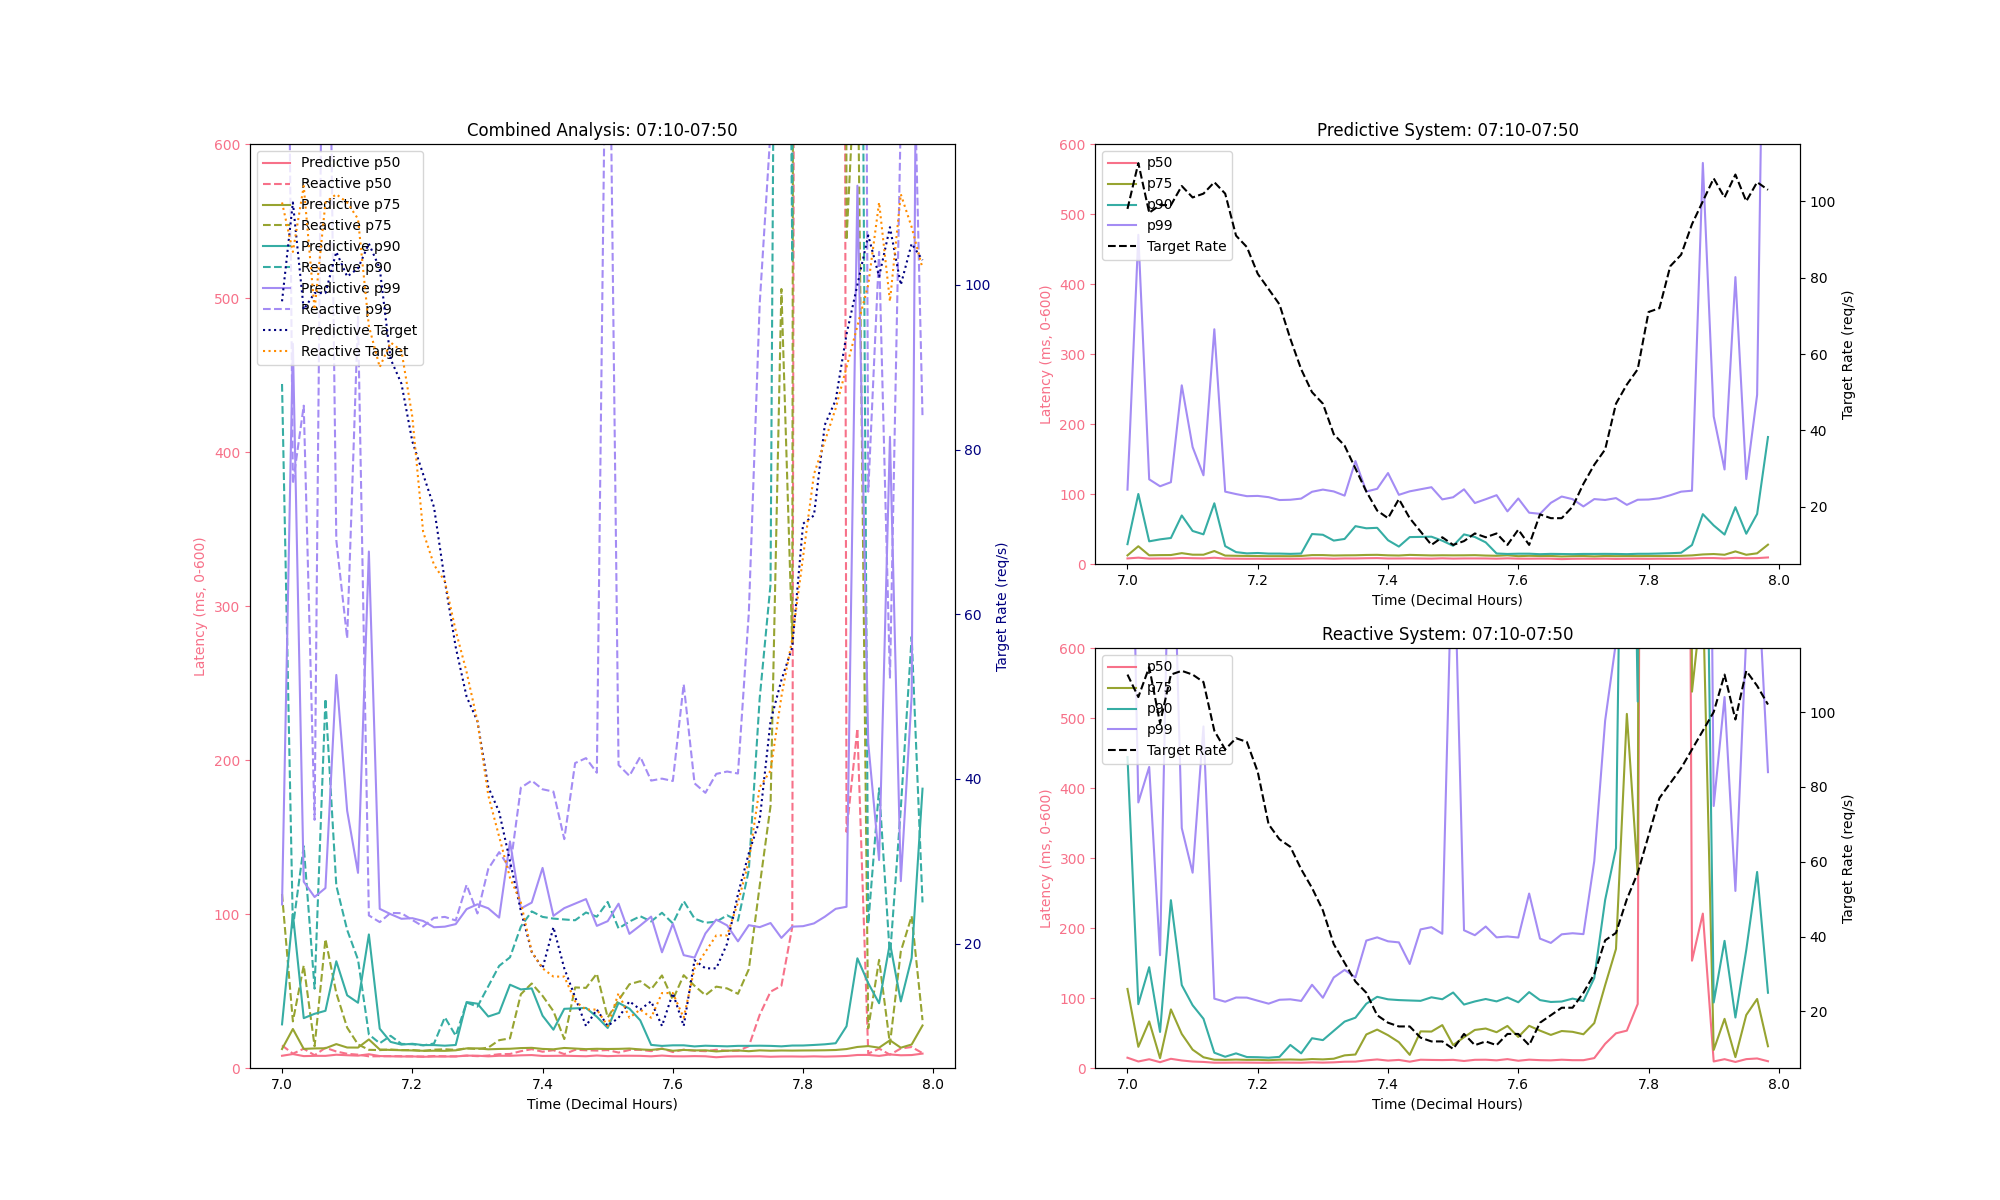 Combined Analysis: 07:10-07:50
600
500
400
300
200
100
0
Latency (ms, 0-600)
Predictive p50
Reactive p50
Predictive p75
Reactive p75
Predictive p90
Reactive p90
Predictive p99
Reactive p99
Predictive Target
Reactive Target
100
80
60
40
20
Target Rate (req/s)
7.0 7.2 7.4 7.6 7.8 8.0
Time (Decimal Hours)
Predictive System: 07:10-07:50
600
500
400
300
200
100
0
Latency (ms, 0-600)
p50
p75
p90
p99
Target Rate
100
80
60
40
20
Target Rate (req/s)
7.0 7.2 7.4 7.6 7.8 8.0
Time (Decimal Hours)
Reactive System: 07:10-07:50
600
500
400
300
200
100
0
Latency (ms, 0-600)
p50
p75
p90
p99
Target Rate
100
80
60
40
20
Target Rate (req/s)
7.0 7.2 7.4 7.6 7.8 8.0
Time (Decimal Hours)